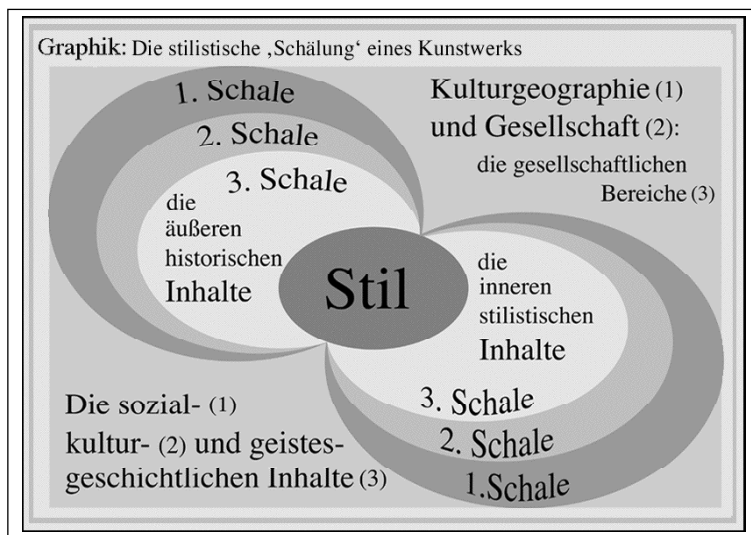 Graphik: Die stilistische ‚Schälung‘ eines Kunstwerks
1. Schale
2. Schale
3. Schale
die
äußeren
historischen
Inhalte
Kulturgeographie (1)
und Gesellschaft (2):
die gesellschaftlichen
Bereiche (3)
Stil
die
inneren
stilistischen
Inhalte
3. Schale
2. Schale
1.Schale
Die sozial- (1)
kultur- (2) und geistes-
geschichtlichen Inhalte (3)